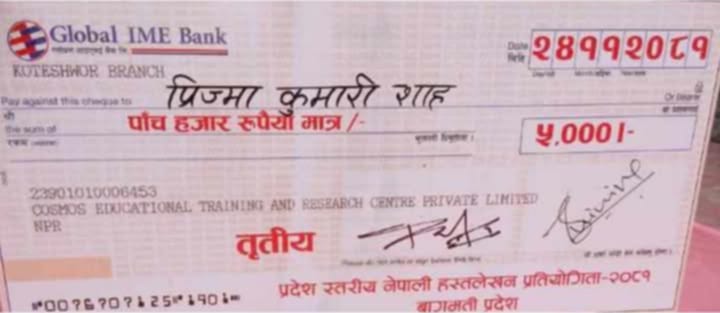 Global IME Bank
Date
मिति
२४११२०८१
KOTESHWOR BRANCH
Pay against this cheque to
प्रिज्मा कुमारी शाह
Or bearer
श्री
the sum of
पाँच हजार रूपैयाँ मात्र /-
५,000।-
23901010006453
COSMOS EDUCATIONAL TRAINING AND RESEARCH CENTRE PRIVATE LIMITED
NPR
तृतीय
प्रदेश स्तरीय नेपाली हस्तलेखन प्रतियोगिता-२०८१
बागमती प्रदेश